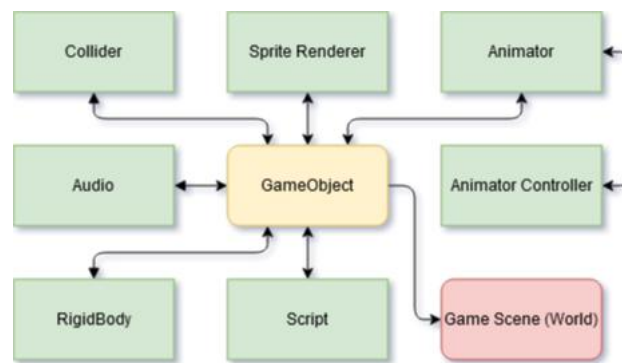 Collider
Sprite Renderer
Animator
Audio
GameObject
Animator Controller
RigidBody
Script
Game Scene (World)